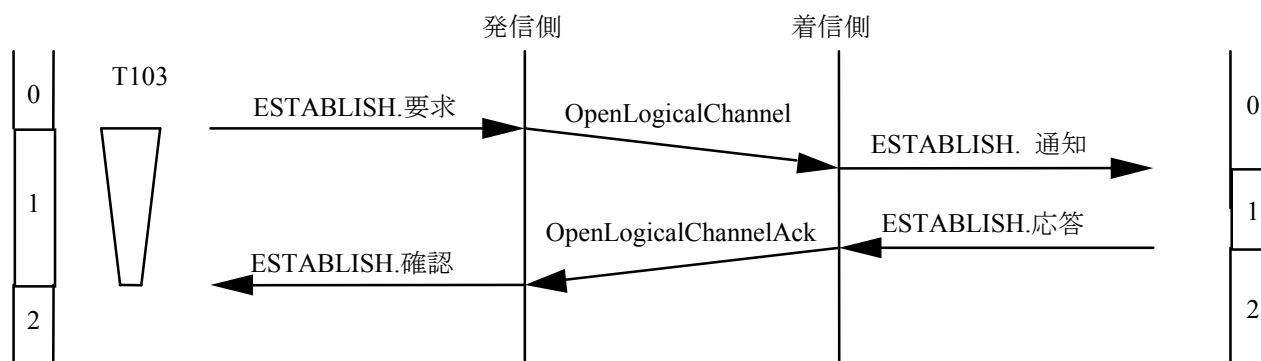 発信側
着信側
T103
0
ESTABLISH.要求
OpenLogicalChannel
0
ESTABLISH. 通知
1
1
OpenLogicalChannelAck
ESTABLISH.応答
ESTABLISH.確認
2
2